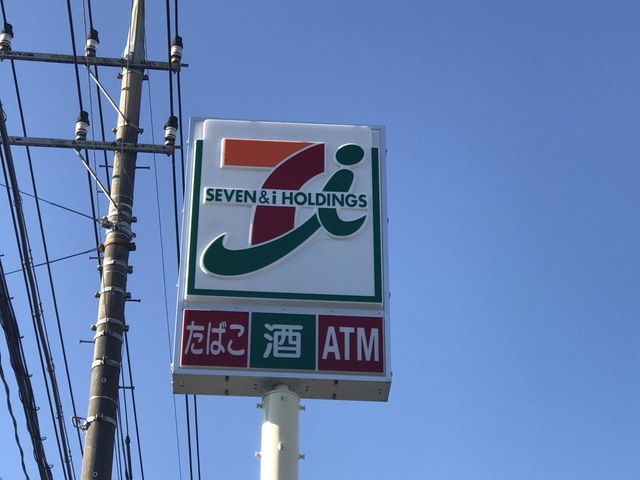 SEVEN & i HOLDINGS
たばこ 酒 ATM